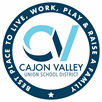 BEST PLACE TO LIVE, WORK, PLAY & RAISE A FAMILY
CV
CAJON VALLEY
UNION SCHOOL DISTRICT